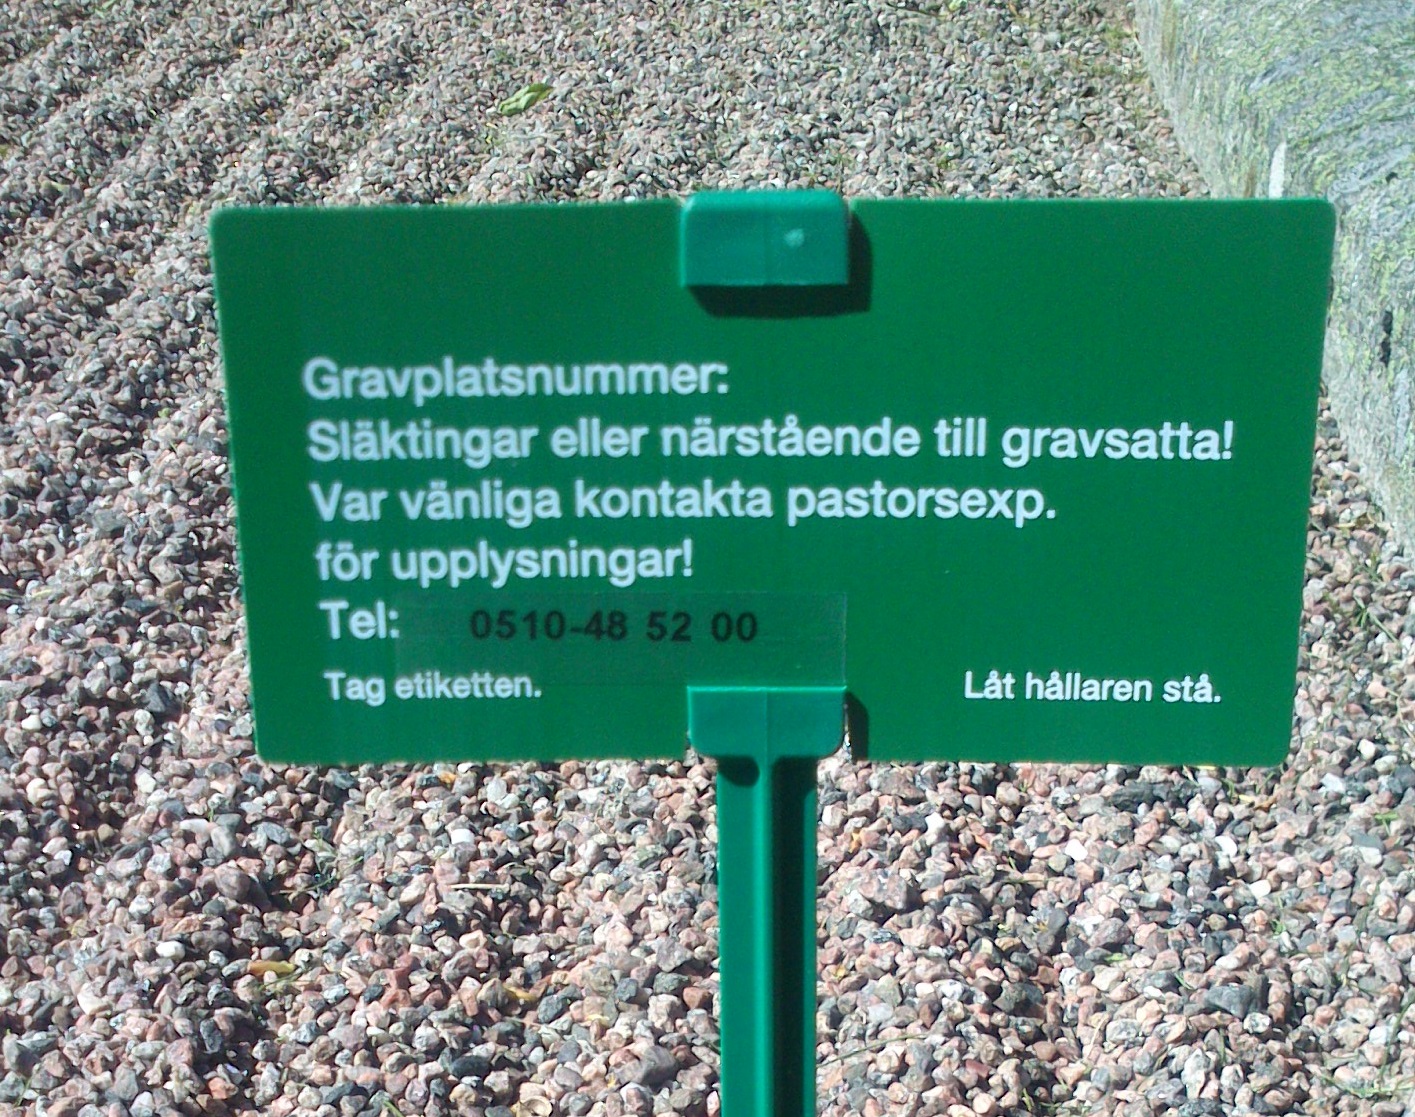 Gravplatsnummer:
Släktingar eller närstående till gravsatta!
Var vänliga kontakta pastorsexp.
för upplysningar!
Tel: 0510-48 52 00
Tag etiketten. Låt hållaren stå.